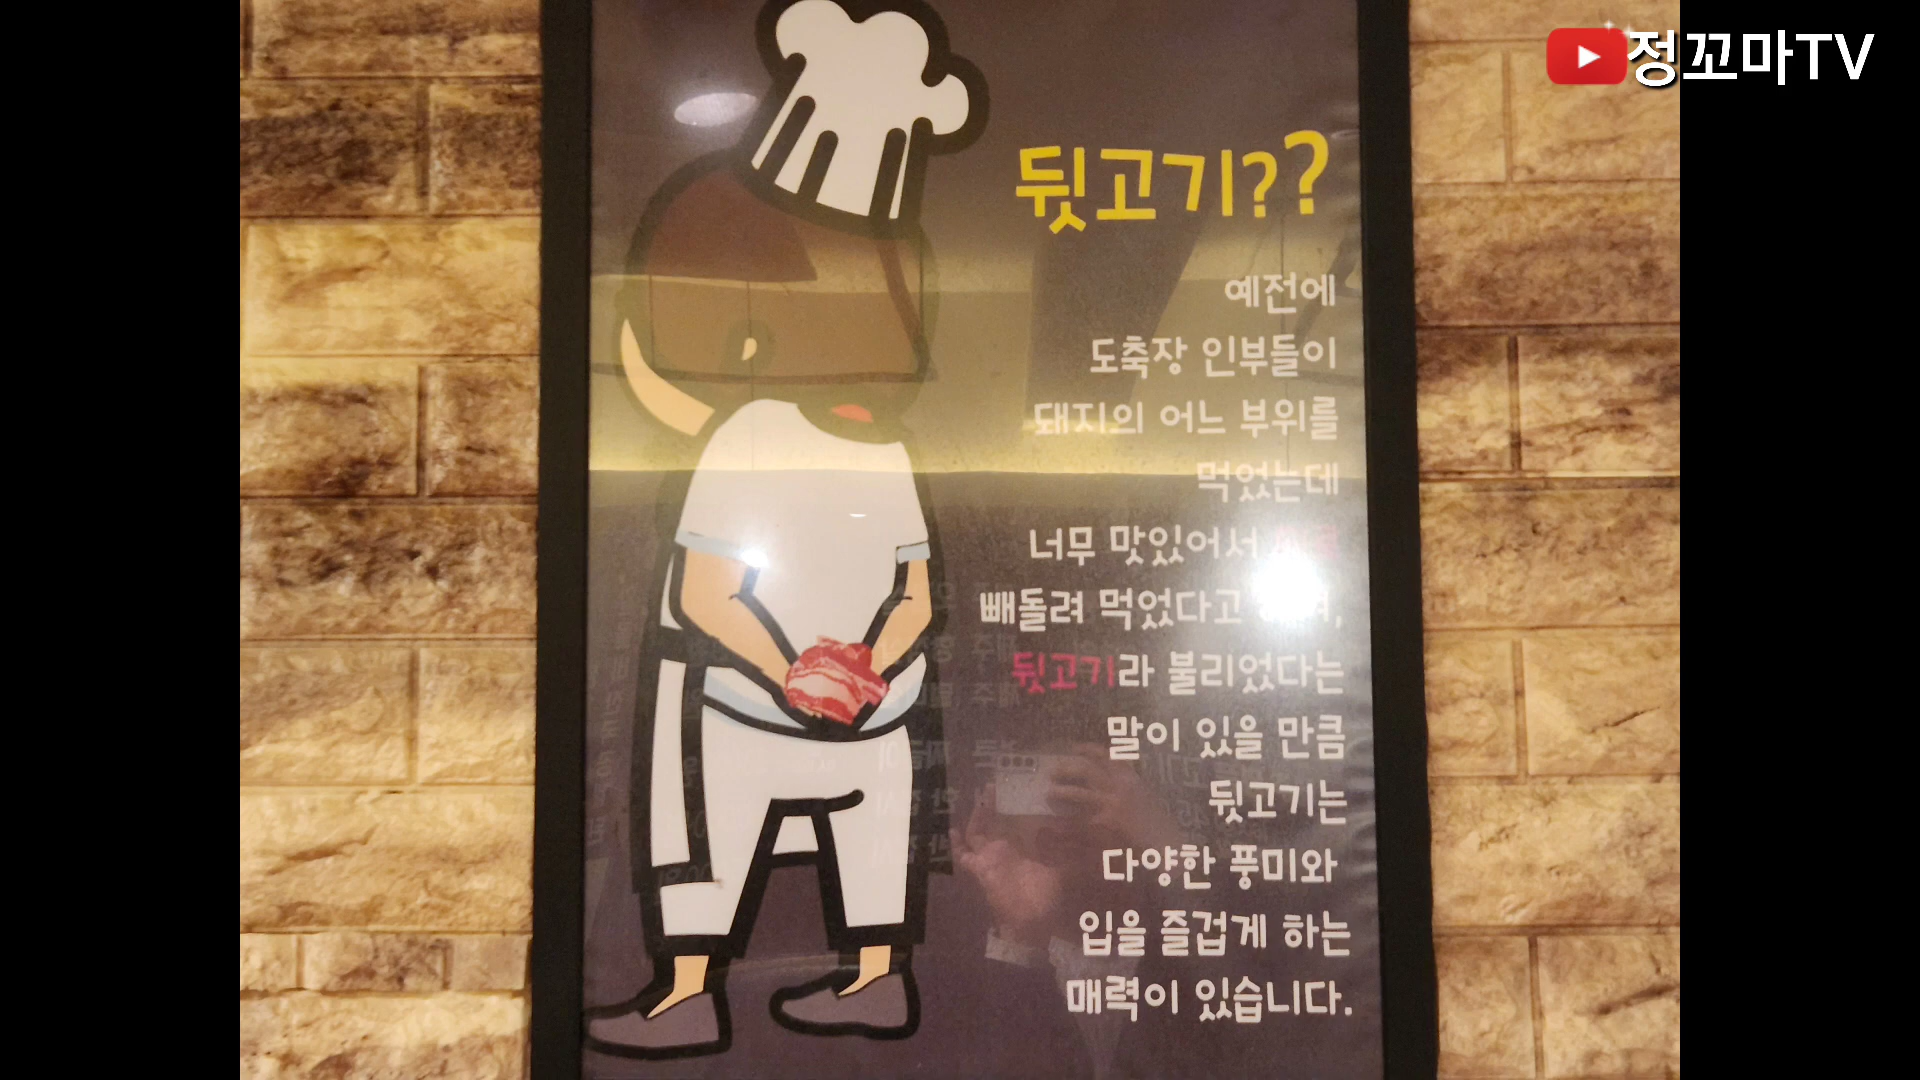 정꼬마TV
뒷고기??
예전에
도축장 인부들이
돼지의 어느 부위를
먹었는데
너무 맛있어서
빼돌려 먹었다고
뒷고기라 불리었다는
말이 있을 만큼
뒷고기는
다양한 풍미와
입을 즐겁게 하는
매력이 있습니다.